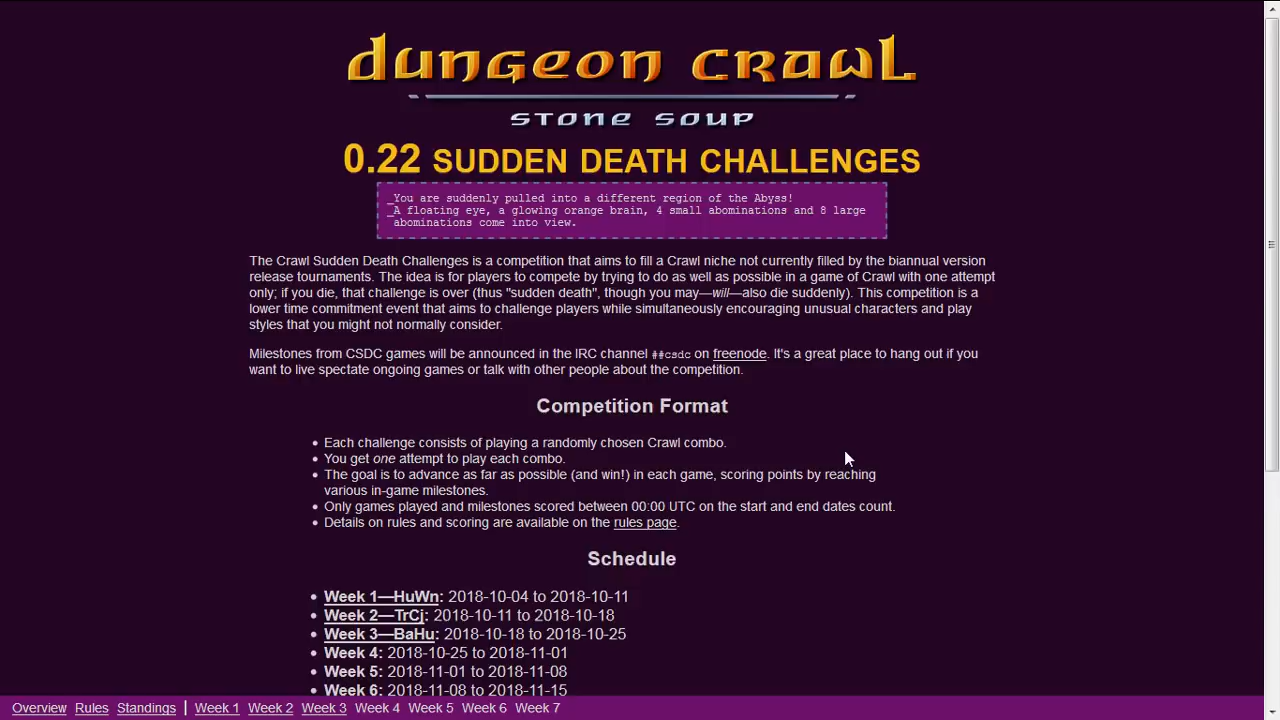 dungeon crawl
stone soup
0.22 SUDDEN DEATH CHALLENGES
_You are suddenly pulled into a different region of the Abyss!
_A floating eye, a glowing orange brain, 4 small abominations and 8 large
abominations come into view.
The Crawl Sudden Death Challenges is a competition that aims to fill a Crawl niche not currently filled by the biannual version
release tournaments. The idea is for players to compete by trying to do as well as possible in a game of Crawl with one attempt
only; if you die, that challenge is over (thus "sudden death", though you may—will—also die suddenly). This competition is a
lower time commitment event that aims to challenge players while simultaneously encouraging unusual characters and play
styles that you might not normally consider.
Milestones from CSDC games will be announced in the IRC channel ##csdc on freenode. It's a great place to hang out if you
want to live spectate ongoing games or talk with other people about the competition.
Competition Format
• Each challenge consists of playing a randomly chosen Crawl combo.
• You get one attempt to play each combo.
• The goal is to advance as far as possible (and win!) in each game, scoring points by reaching
various in-game milestones.
• Only games played and milestones scored between 00:00 UTC on the start and end dates count.
• Details on rules and scoring are available on the rules page.
Schedule
• Week 1—HuWn: 2018-10-04 to 2018-10-11
• Week 2—TrCj: 2018-10-11 to 2018-10-18
• Week 3—BaHu: 2018-10-18 to 2018-10-25
• Week 4: 2018-10-25 to 2018-11-01
• Week 5: 2018-11-01 to 2018-11-08
• Week 6: 2018-11-08 to 2018-11-15
Overview Rules Standings | Week 1 Week 2 Week 3 Week 4 Week 5 Week 6 Week 7